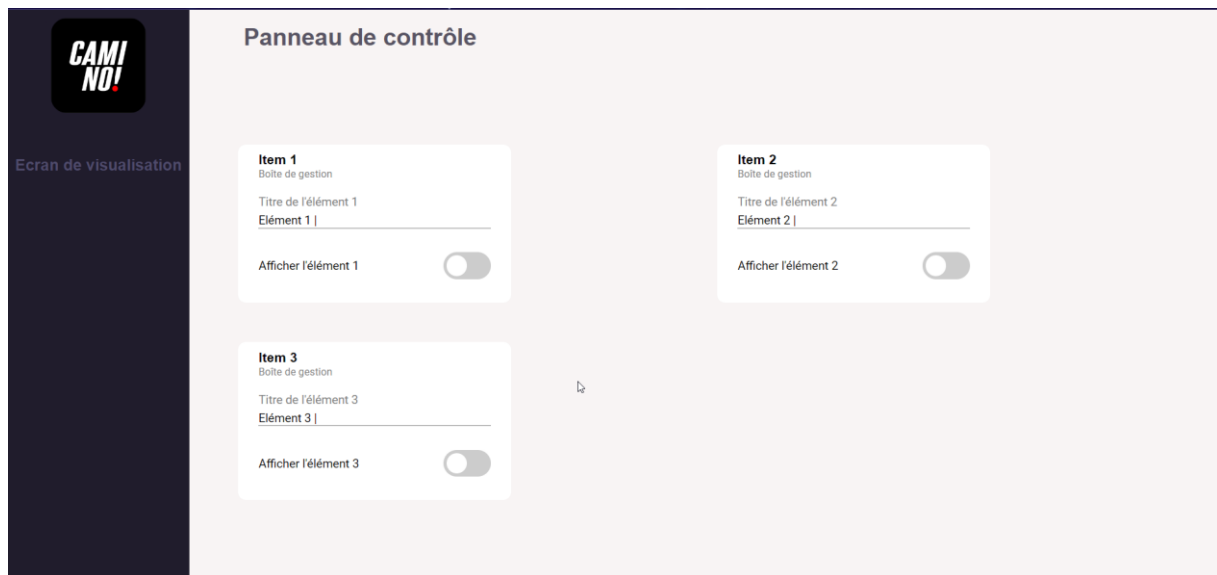 CAMI
NO!
Panneau de contrôle
Ecran de visualisation
Item 1
Boîte de gestion
Titre de l'élément 1
Elément 1 |
Afficher l'élément 1
Item 2
Boîte de gestion
Titre de l'élément 2
Elément 2 |
Afficher l'élément 2
Item 3
Boîte de gestion
Titre de l'élément 3
Elément 3 |
Afficher l'élément 3